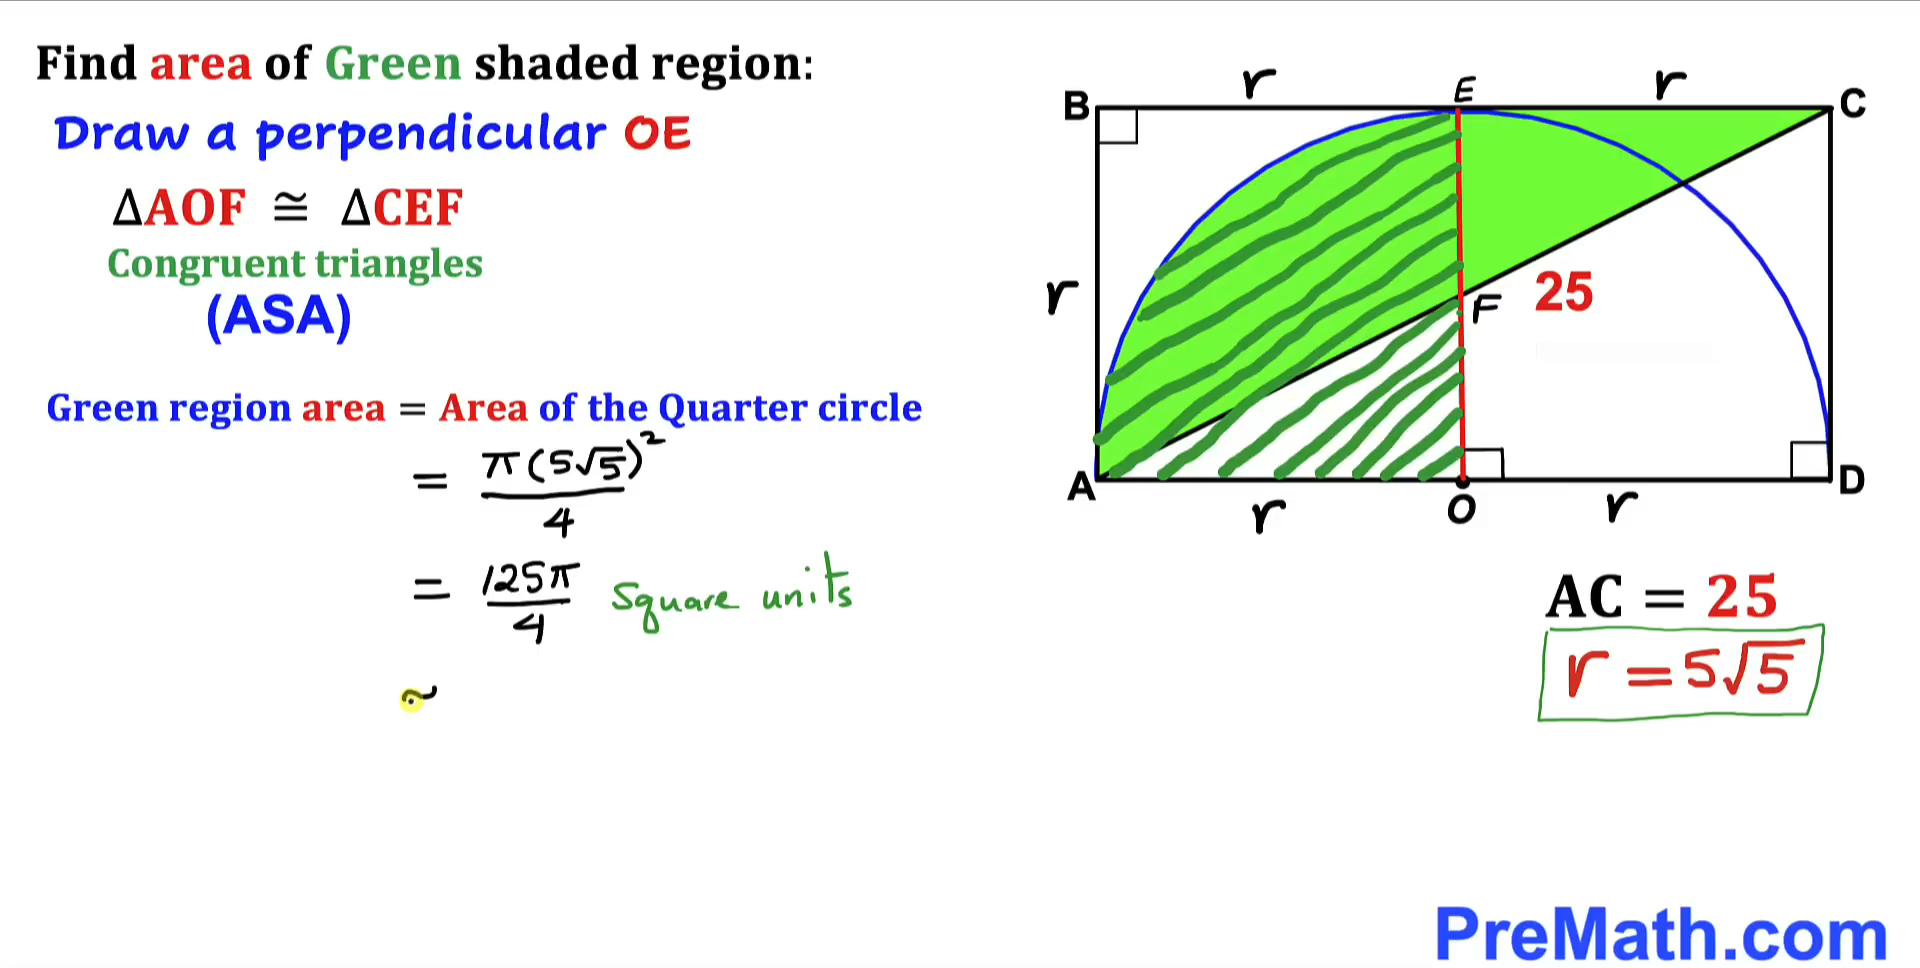 Find area of Green shaded region:
Draw a perpendicular OE
ΔAOF ≅ ΔCEF
Congruent triangles
(ASA)
Green region area = Area of the Quarter circle
= π(5√5)²/4
= 125π/4 Square units
~
r E r
B C
r F 25
A O D
r r
AC = 25
r = 5√5
PreMath.com